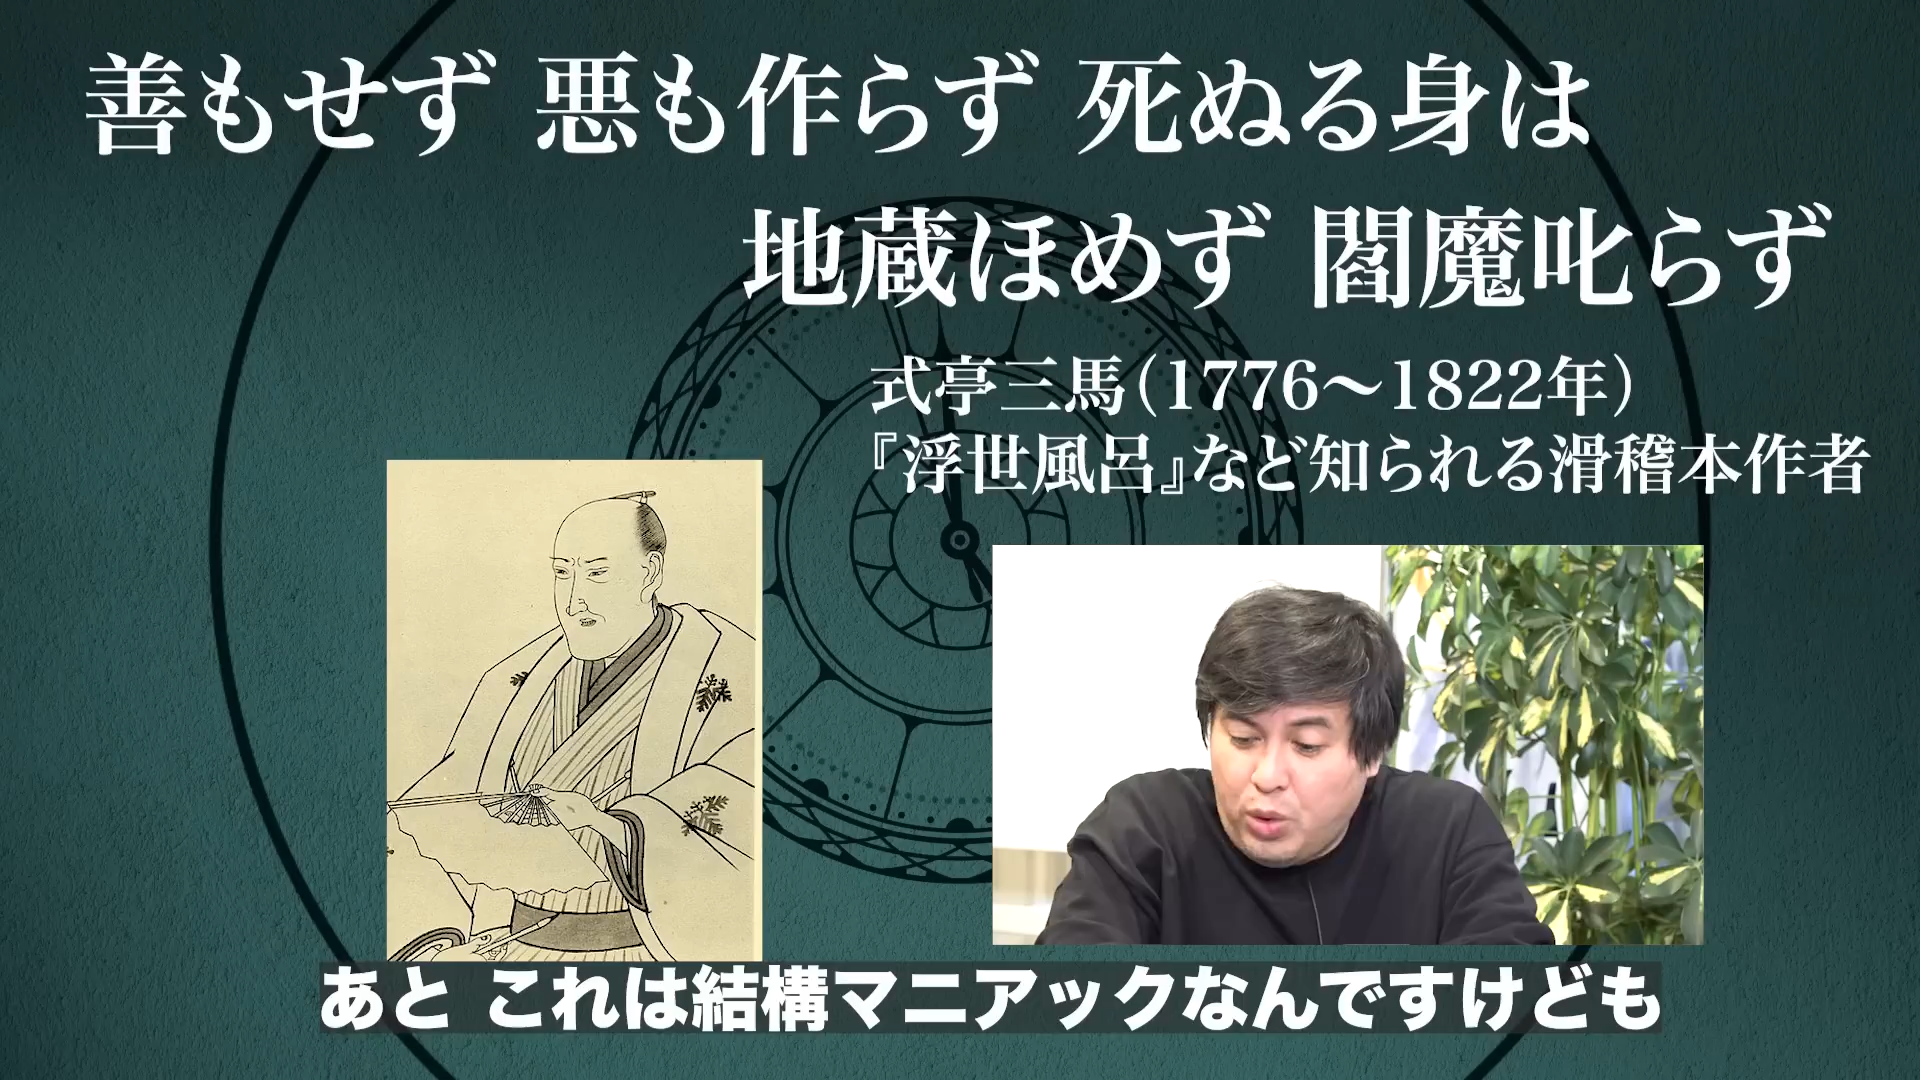 善もせず 悪も作らず 死ぬる身は
地蔵ほめず 閻魔叱らず
式亭三馬（1776〜1822年）
『浮世風呂』など知られる滑稽本作者
あと これは結構マニアックなんですけども